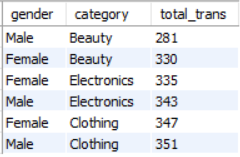 gender category total_trans
Male Beauty 281
Female Beauty 330
Female Electronics 335
Male Electronics 343
Female Clothing 347
Male Clothing 351